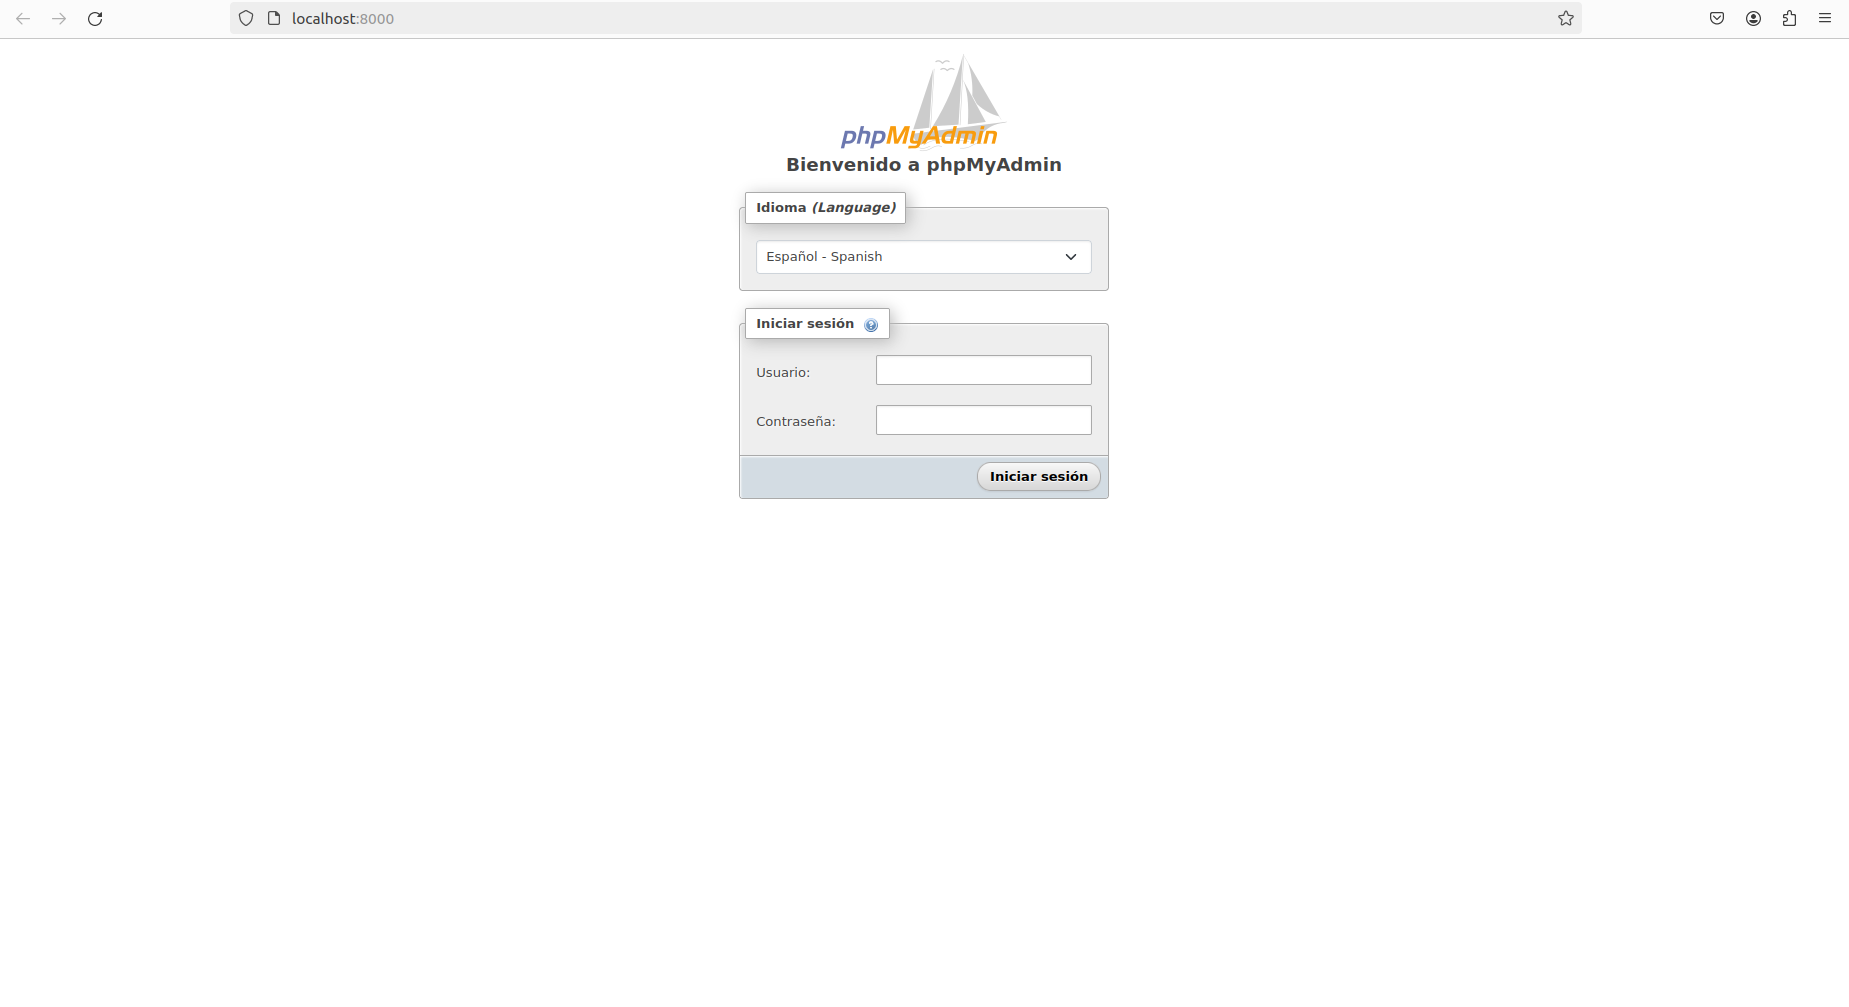 localhost:8000
phpMyAdmin
Bienvenido a phpMyAdmin
Idioma (Language)
Español - Spanish
Iniciar sesión
Usuario:
Contraseña:
Iniciar sesión